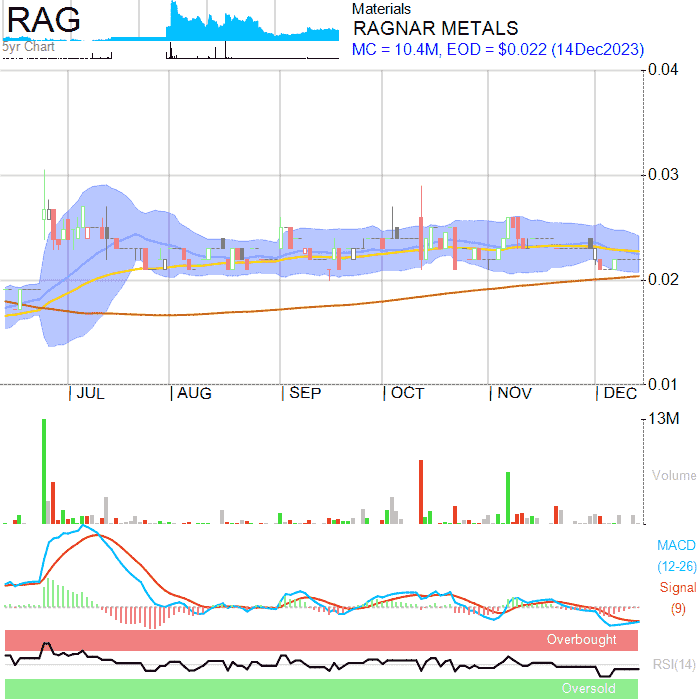 RAG
5yr Chart
Materials
RAGNAR METALS
MC = 10.4M, EOD = $0.022 (14Dec2023)
0.04
0.03
0.02
0.01
JUL AUG SEP OCT NOV DEC
13M
Volume
MACD
(12-26)
Signal
(9)
Overbought
RSI(14)
Oversold